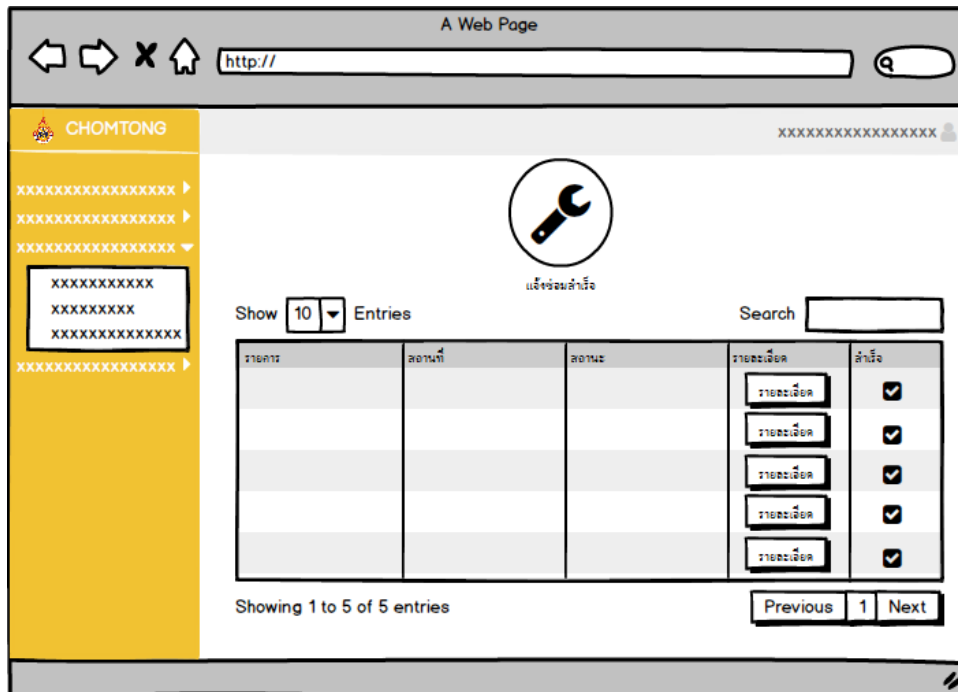 A Web Page
http://
CHOMTONG
xxxxxxxxxxxxxxxxx
xxxxxxxxxxxxxxxxx
xxxxxxxxxxxxxxxxx
xxxxxxxxxxxxxxxxx
xxxxxxxxxxx
xxxxxxxxx
xxxxxxxxxxxxxx
xxxxxxxxxxxxxxxxx
แจ้งซ่อมสำเร็จ
Show 10 Entries Search
รายการ สถานที่ สถานะ รายละเอียด สำเร็จ
รายละเอียด
รายละเอียด
รายละเอียด
รายละเอียด
รายละเอียด
Showing 1 to 5 of 5 entries Previous 1 Next